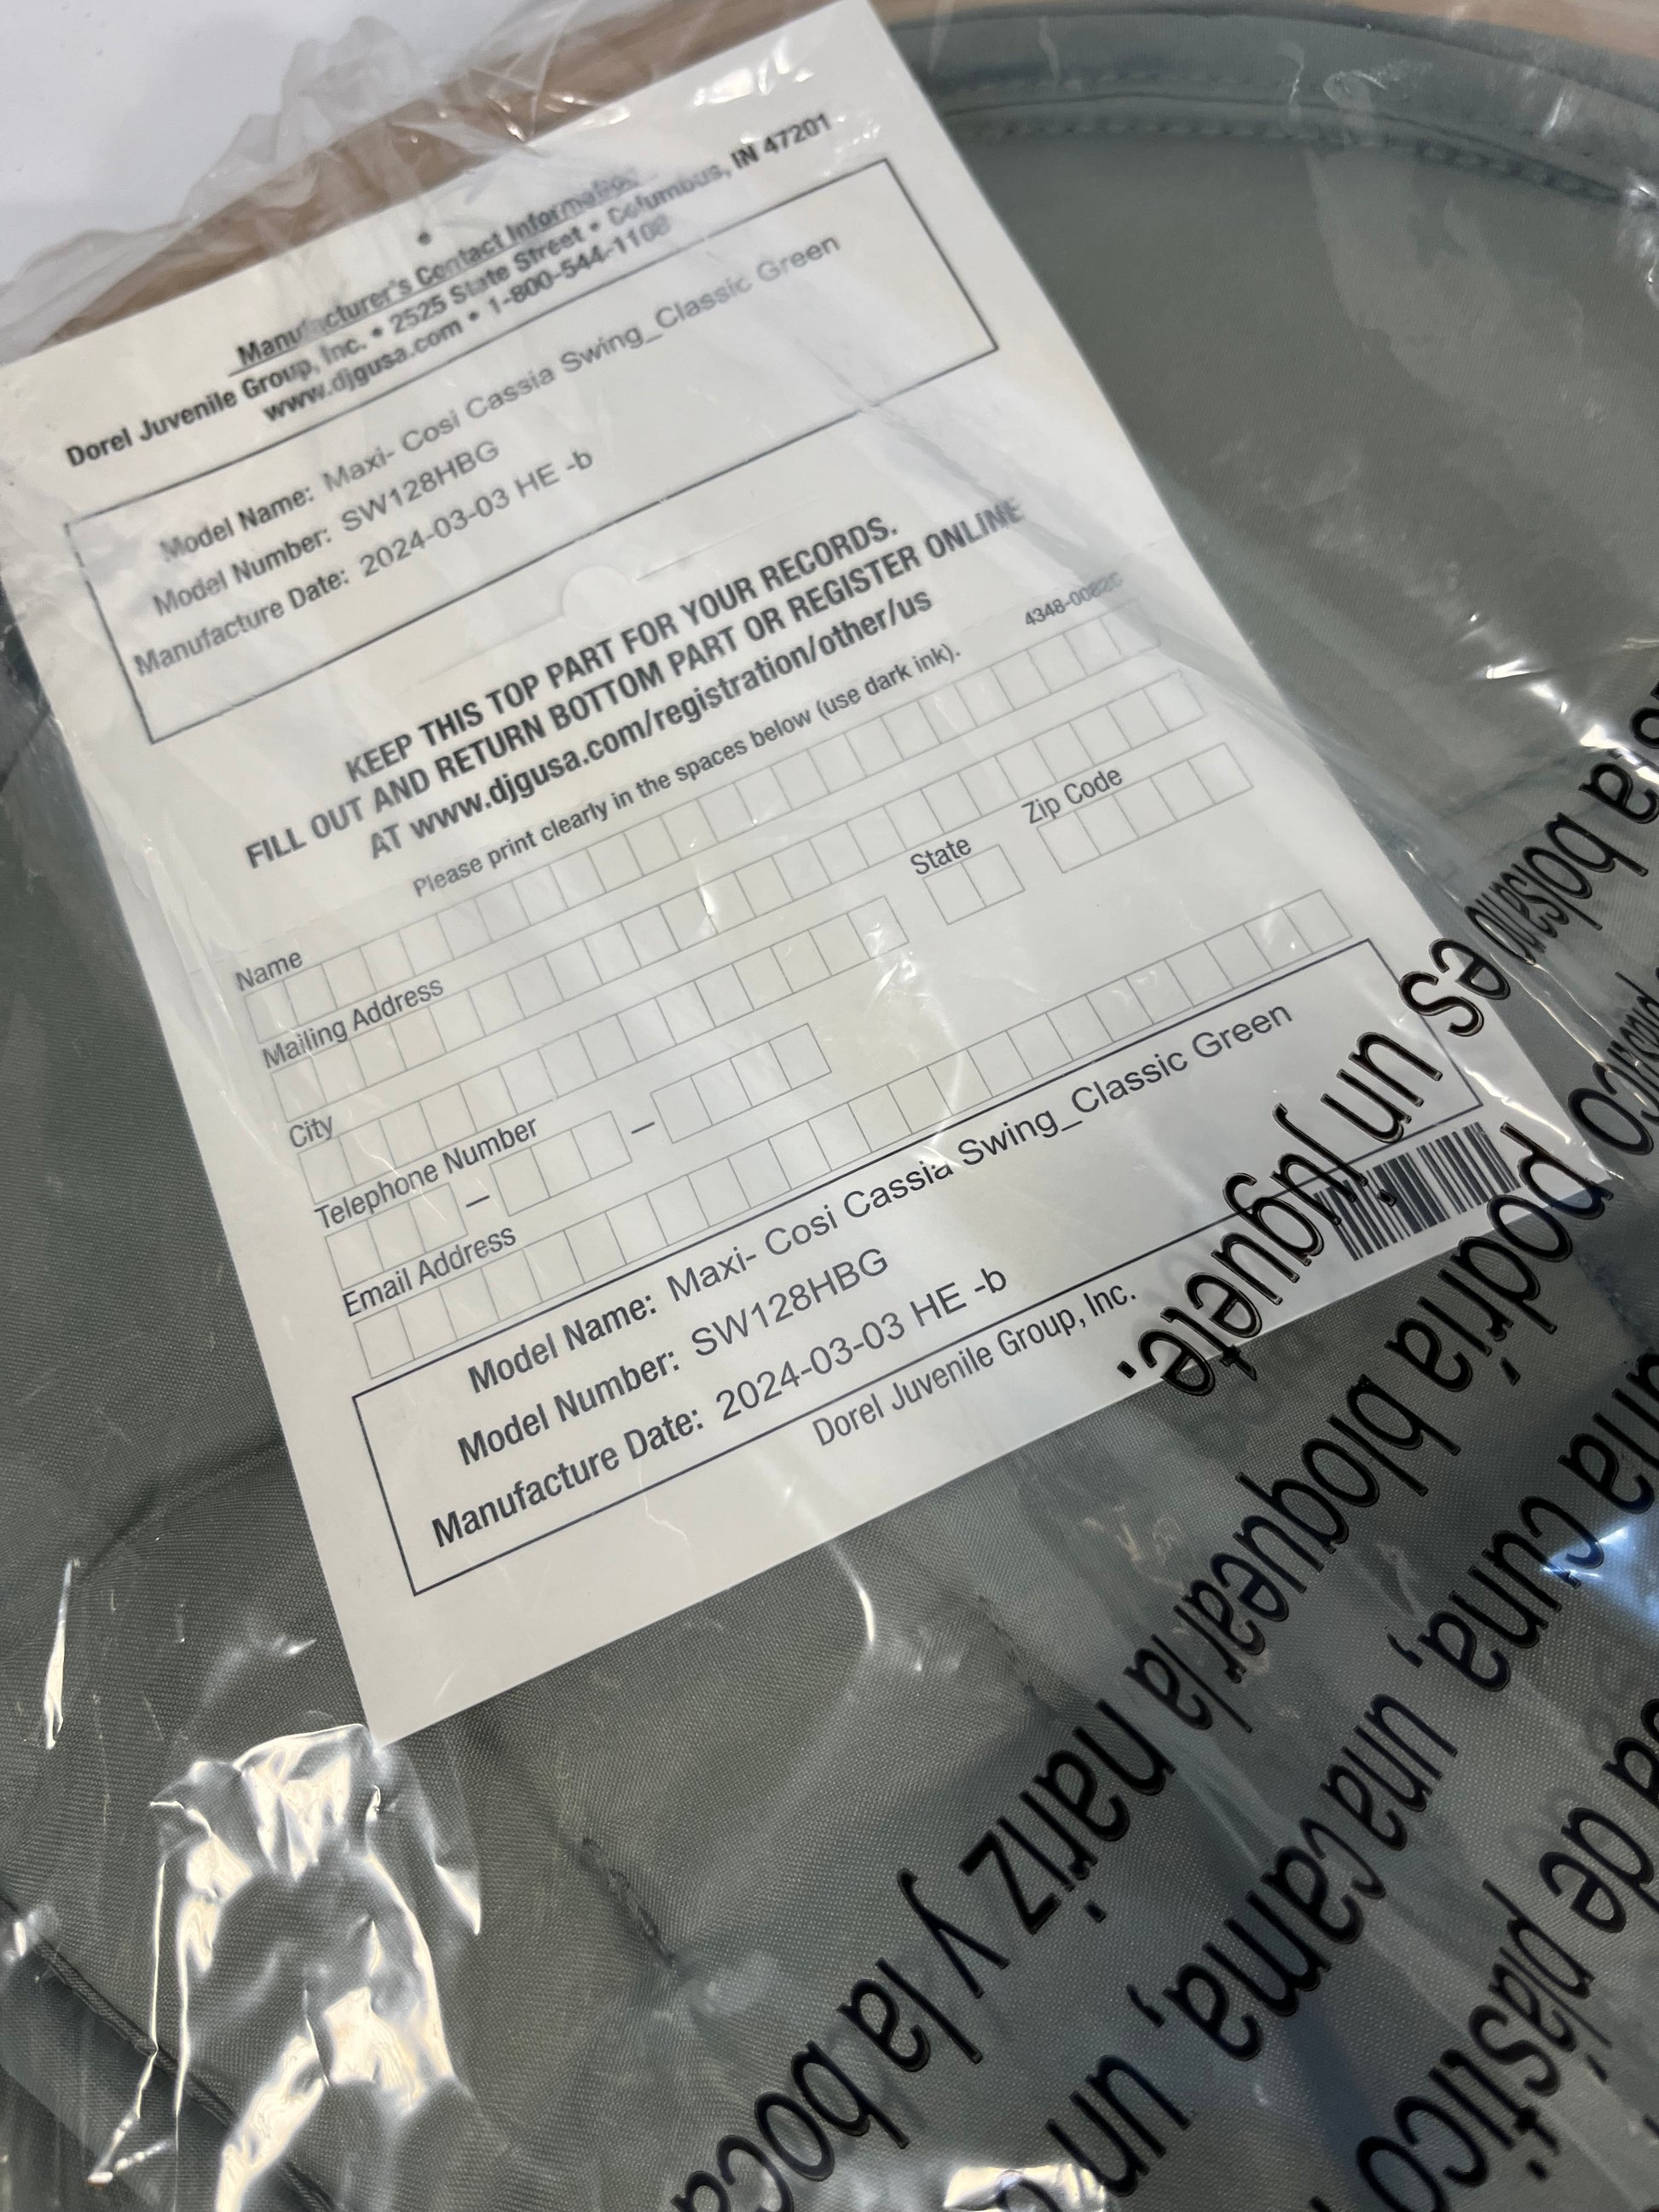 Manufacturer's Contact Information
Dorel Juvenile Group, Inc. • 2525 State Street • Columbus, IN 47201
www.djgusa.com • 1-800-544-1108
Model Name: Maxi- Cosi Cassia Swing_Classic Green
Model Number: SW128HBG
Manufacture Date: 2024-03-03 HE -b
KEEP THIS TOP PART FOR YOUR RECORDS.
FILL OUT AND RETURN BOTTOM PART OR REGISTER ONLINE
AT www.djgusa.com/registration/other/us
Please print clearly in the spaces below (use dark ink).
Name
Mailing Address
City
State
Zip Code
Telephone Number
Email Address
Model Name: Maxi- Cosi Cassia Swing_Classic Green
Model Number: SW128HBG
Manufacture Date: 2024-03-03 HE -b
Dorel Juvenile Group, Inc.
plástico
de
cuna, una cama, un
plástico podría bloquear la nariz y la boca
bolsa no es un juguete.